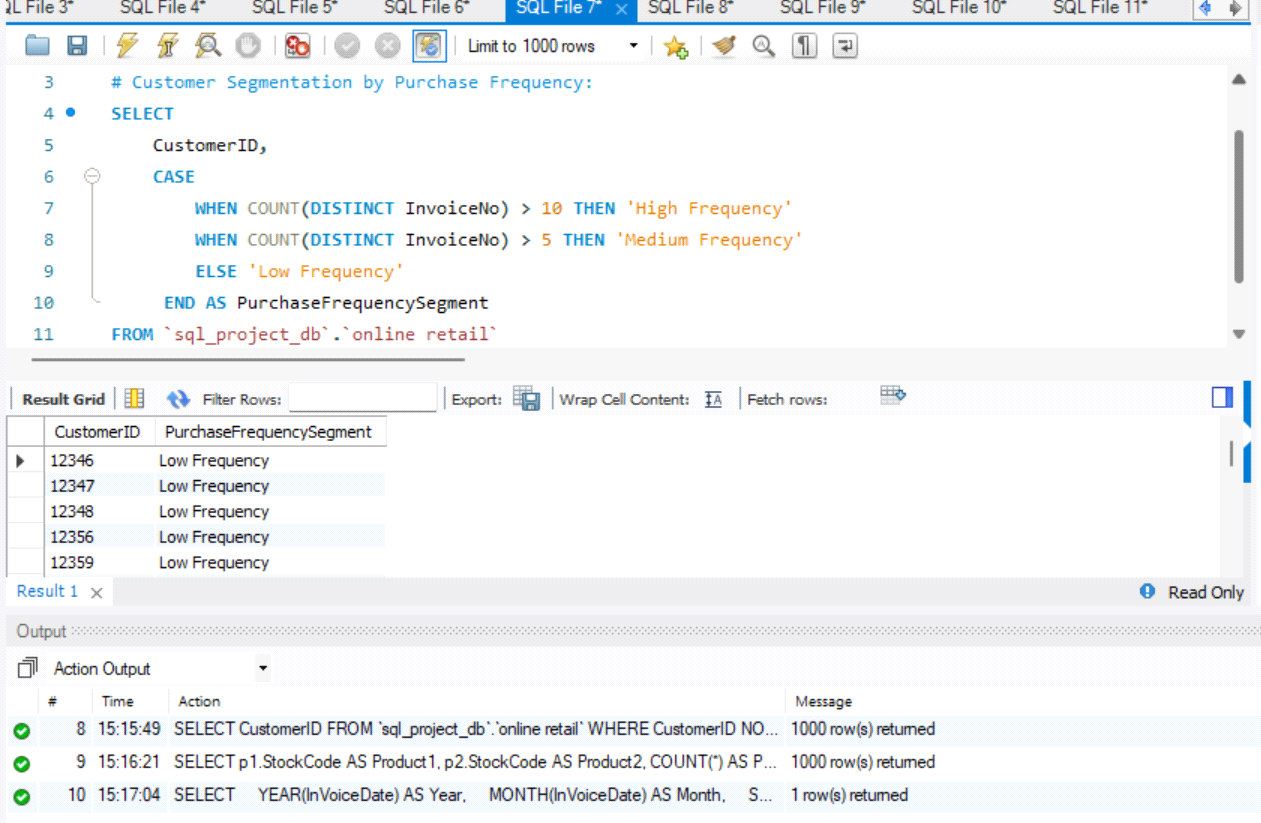 QL File 3* SQL File 4* SQL File 5* SQL File 6* SQL File 7* × SQL File 8* SQL File 9* SQL File 10* SQL File 11*
Limit to 1000 rows
3 # Customer Segmentation by Purchase Frequency:
4 SELECT
5 CustomerID,
6 CASE
7 WHEN COUNT(DISTINCT InvoiceNo) > 10 THEN 'High Frequency'
8 WHEN COUNT(DISTINCT InvoiceNo) > 5 THEN 'Medium Frequency'
9 ELSE 'Low Frequency'
10 END AS PurchaseFrequencySegment
11 FROM `sql_project_db`.`online retail`
Result Grid Filter Rows: Export: Wrap Cell Content: Fetch rows:
CustomerID PurchaseFrequencySegment
12346 Low Frequency
12347 Low Frequency
12348 Low Frequency
12356 Low Frequency
12359 Low Frequency
Result 1 × Read Only
Output
Action Output
# Time Action Message
8 15:15:49 SELECT CustomerID FROM `sql_project_db`.`online retail` WHERE CustomerID NO... 1000 row(s) returned
9 15:16:21 SELECT p1.StockCode AS Product1, p2.StockCode AS Product2, COUNT(*) AS P... 1000 row(s) returned
10 15:17:04 SELECT YEAR(InVoiceDate) AS Year, MONTH(InVoiceDate) AS Month, S... 1 row(s) returned